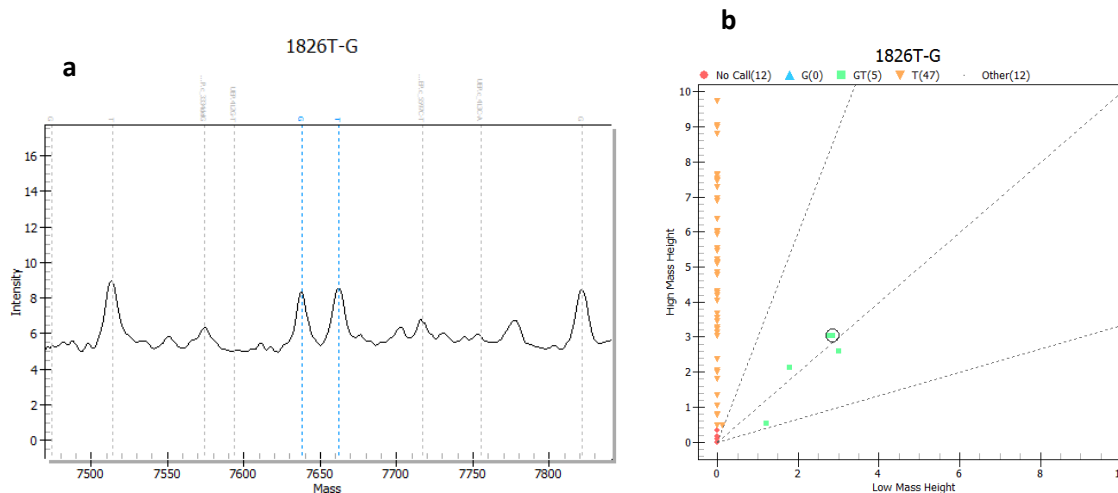 a
1826T-G
G
T
G
T
G
16
14
12
10
8
6
4
2
0
Intensity
7500 7550 7600 7650 7700 7750 7800
Mass
b
1826T-G
No Call(12) G(0) GT(5) T(47) Other(12)
10
9
8
7
6
5
4
3
2
1
0
High Mass Height
0 2 4 6 8 1
Low Mass Height